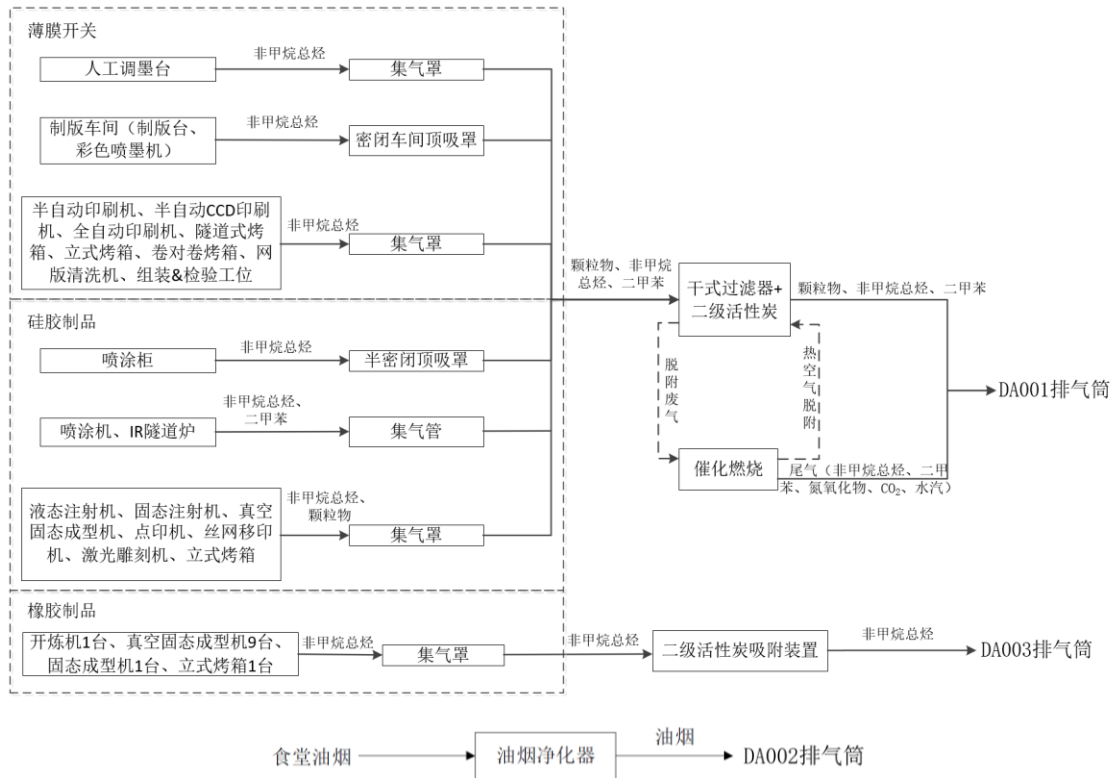 薄膜开关
人工调墨台
非甲烷总烃
集气罩
制版车间（制版台、
彩色喷墨机）
非甲烷总烃
密闭车间顶吸罩
半自动印刷机、半自动CCD印刷
机、全自动印刷机、隧道式烤
箱、立式烤箱、卷对卷烤箱、网
版清洗机、组装&检验工位
非甲烷总烃
集气罩
硅胶制品
喷涂柜
非甲烷总烃
半密闭顶吸罩
喷涂机、IR隧道炉
非甲烷总烃、
二甲苯
集气管
液态注射机、固态注射机、真空
固态成型机、点印机、丝网移印
机、激光雕刻机、立式烤箱
非甲烷总烃、
颗粒物
集气罩
颗粒物、非甲烷
总烃、二甲苯
干式过滤器+
二级活性炭
颗粒物、非甲烷总烃、二甲苯
脱附废气
热空气脱附
催化燃烧
尾气（非甲烷总烃、二甲
苯、氮氧化物、CO₂、水汽）
DA001排气筒
橡胶制品
开炼机1台、真空固态成型机9台、
固态成型机1台、立式烤箱1台
非甲烷总烃
集气罩
非甲烷总烃
二级活性炭吸附装置
非甲烷总烃
DA003排气筒
食堂油烟
油烟净化器
油烟
DA002排气筒